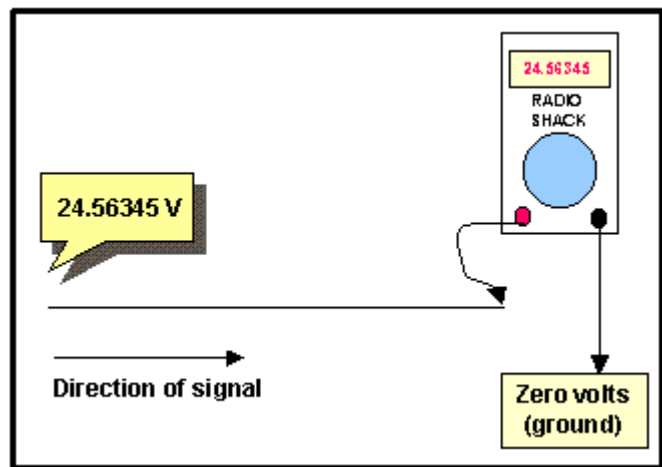 24.56345
RADIO
SHACK
24.56345 V
Direction of signal
Zero volts
(ground)